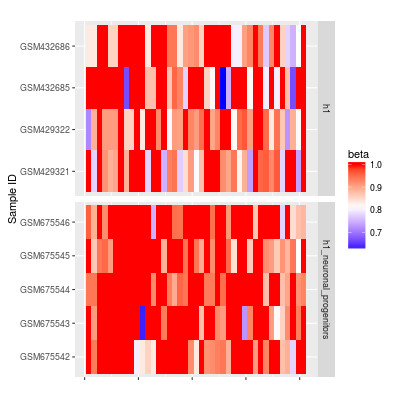 GSM432686
GSM432685
GSM429322
GSM429321
h1
GSM675546
GSM675545
GSM675544
GSM675543
GSM675542
h1_neuronal_progenitors
Sample ID
beta
1.0
0.9
0.8
0.7